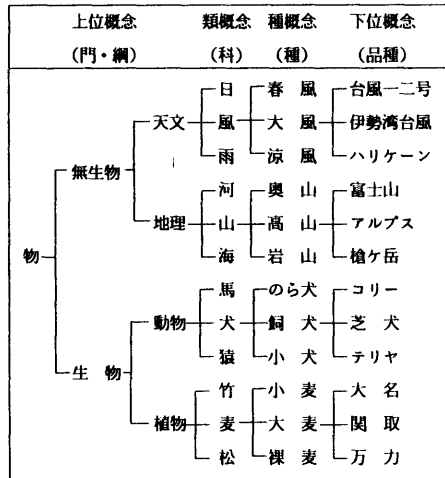 上位概念 類概念 種概念 下位概念
（門・綱） （科） （種） （品種）
日 春風 台風一二号
天文 風 大風 伊勢湾台風
雨 涼風 ハリケーン
無生物
河 奥山 富士山
地理 山 高山 アルプス
海 岩山 槍ケ岳
物
馬 のら犬 コリー
動物 犬 飼犬 芝犬
猿 小犬 テリヤ
生物
竹 小麦 大名
植物 麦 大麦 関取
松 裸麦 万力